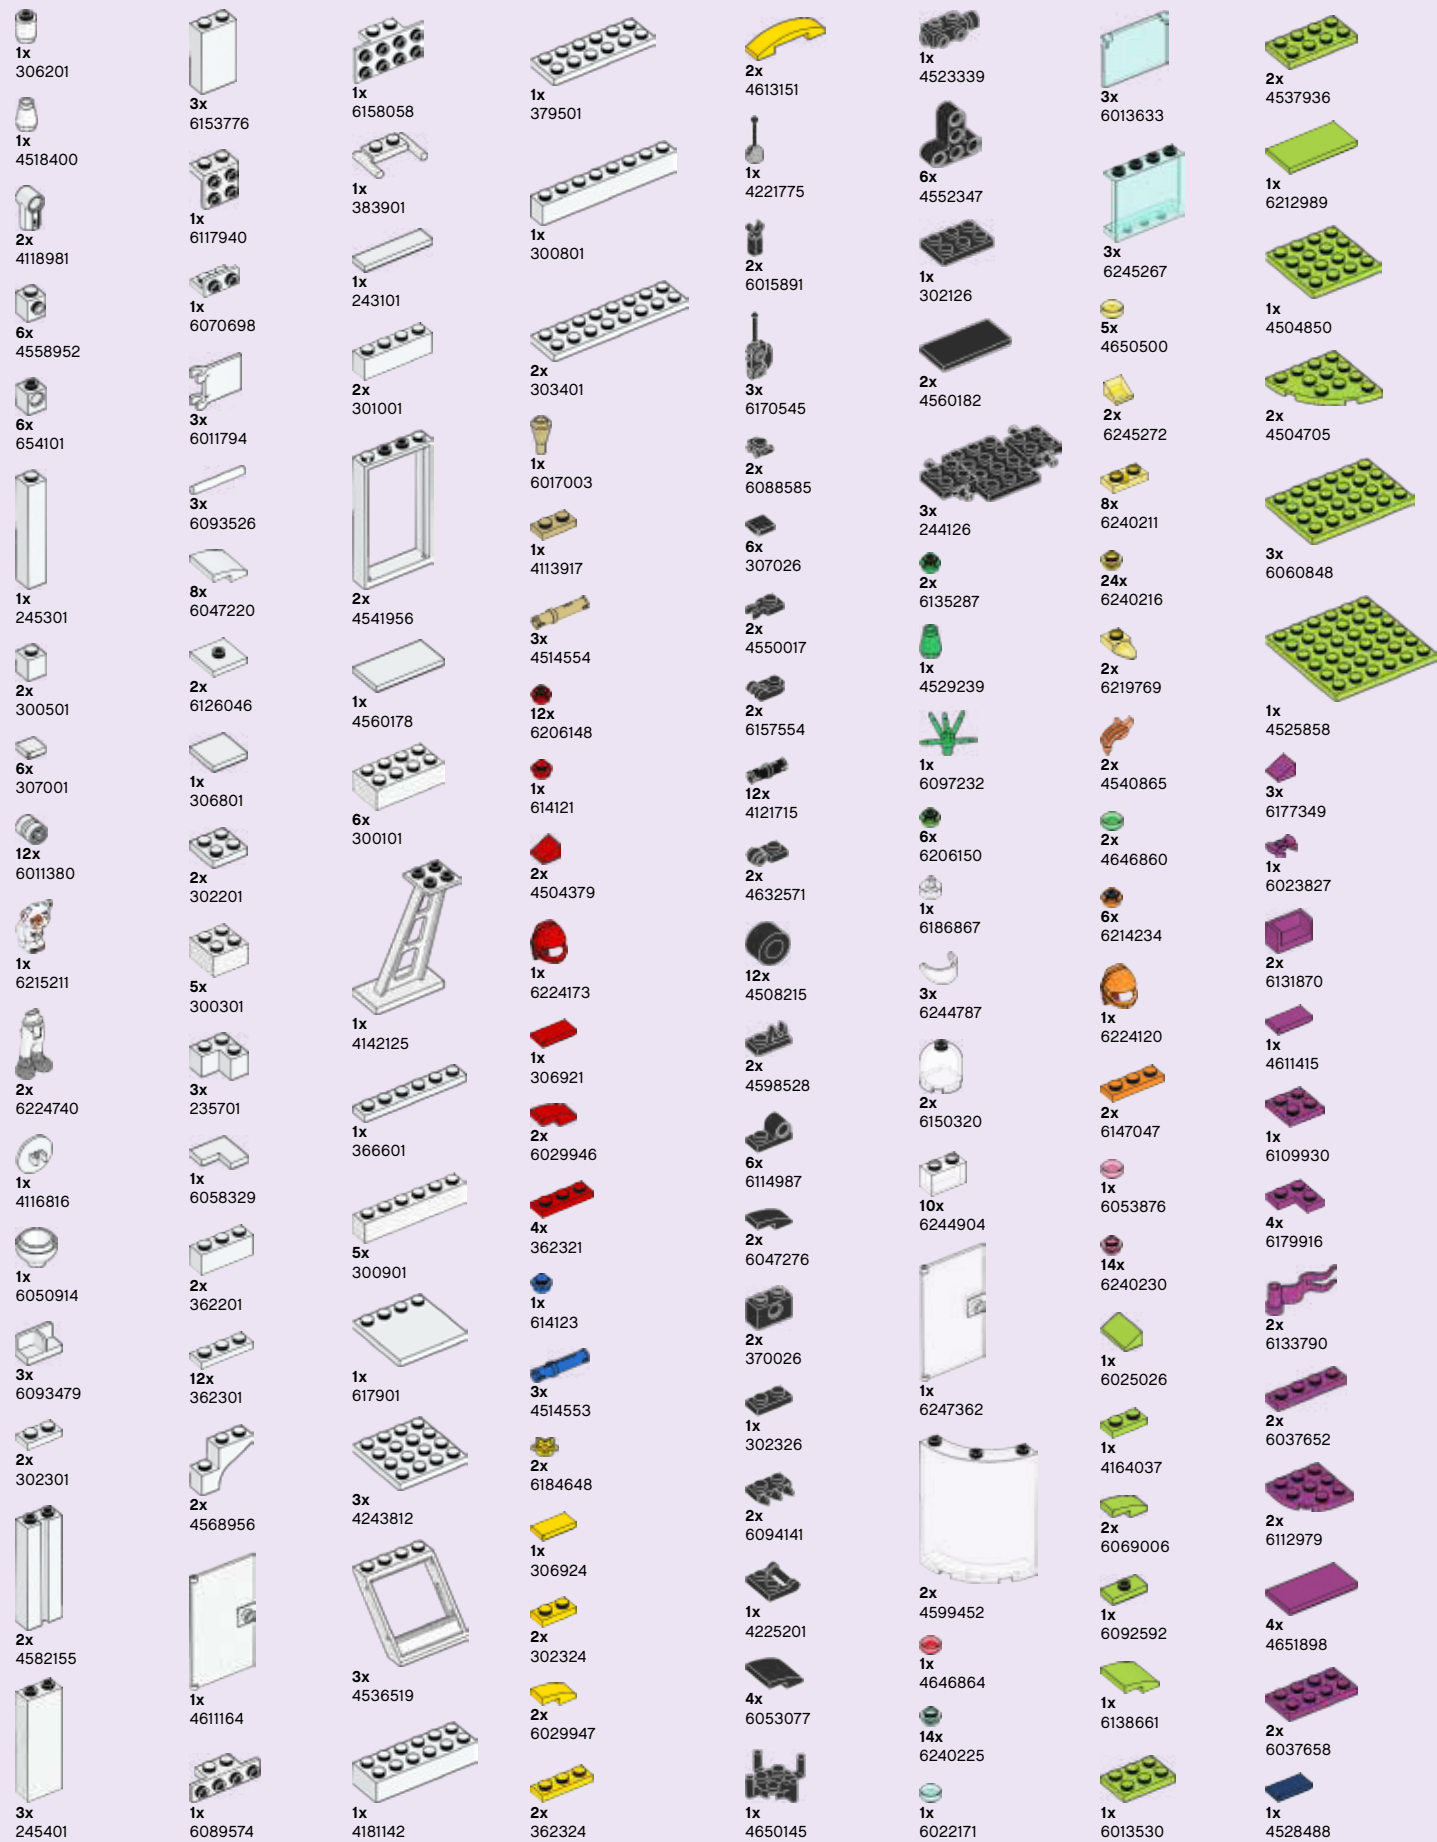 1x
306201
1x
4518400
2x
4118981
6x
4558952
6x
654101
1x
245301
2x
300501
6x
307001
12x
6011380
1x
6215211
2x
6224740
1x
4116816
1x
6050914
3x
6093479
2x
302301
2x
4582155
3x
245401
3x
6153776
1x
6117940
1x
6070698
3x
6011794
3x
6093526
8x
6047220
2x
6126046
1x
306801
2x
302201
5x
300301
3x
235701
1x
6058329
2x
362201
12x
362301
2x
4568956
1x
4611164
1x
6089574
1x
6158058
1x
383901
1x
243101
2x
301001
2x
4541956
1x
4560178
6x
300101
1x
4142125
1x
366601
5x
300901
1x
617901
3x
4243812
3x
4536519
1x
4181142
1x
379501
1x
300801
2x
303401
1x
6017003
1x
4113917
3x
4514554
12x
6206148
1x
614121
2x
4504379
1x
6224173
1x
306921
2x
6029946
4x
362321
1x
614123
3x
4514553
2x
6184648
1x
306924
2x
302324
2x
6029947
2x
362324
2x
4613151
1x
4221775
2x
6015891
3x
6170545
2x
6088585
6x
307026
2x
4550017
2x
6157554
12x
4121715
2x
4632571
12x
4508215
2x
4598528
6x
6114987
2x
6047276
2x
370026
1x
302326
2x
6094141
1x
4225201
4x
6053077
1x
4650145
1x
4523339
6x
4552347
1x
302126
2x
4560182
3x
244126
2x
6135287
1x
4529239
1x
6097232
6x
6206150
1x
6186867
3x
6244787
2x
6150320
10x
6244904
1x
6247362
2x
4599452
1x
4646864
14x
6240225
1x
6022171
3x
6013633
3x
6245267
5x
4650500
2x
6245272
8x
6240211
24x
6240216
2x
6219769
2x
4540865
2x
4646860
6x
6214234
1x
6224120
2x
6147047
1x
6053876
14x
6240230
1x
6025026
1x
4164037
2x
6069006
1x
6092592
1x
6138661
1x
6013530
2x
4537936
1x
6212989
1x
4504850
2x
4504705
3x
6060848
1x
4525858
3x
6177349
1x
6023827
2x
6131870
1x
4611415
1x
6109930
4x
6179916
2x
6133790
2x
6037652
2x
6112979
4x
4651898
2x
6037658
1x
4528488